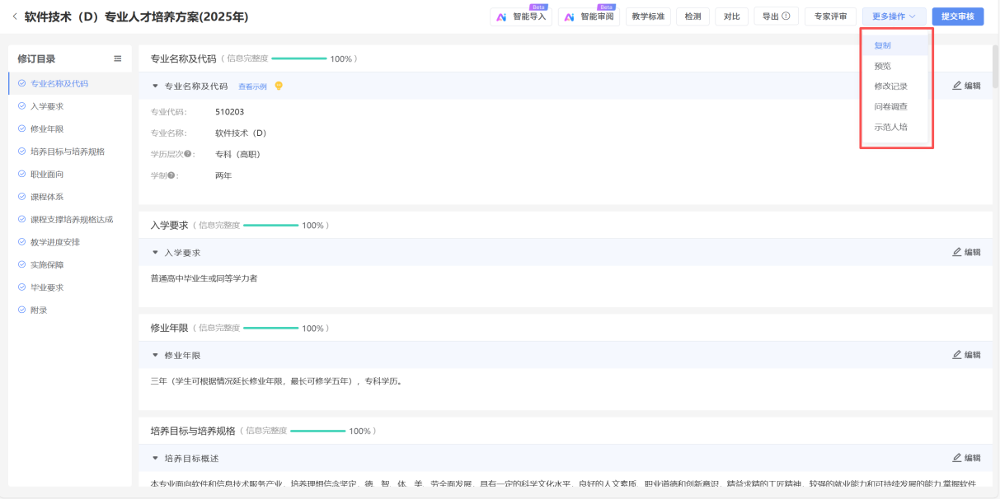 软件技术（D）专业人才培养方案(2025年)
Beta
智能导入
Beta
智能审阅
教学标准
检测
对比
导出
专家评审
更多操作
提交审核
复制
预览
修改记录
问卷调查
示范人培
修订目录
专业名称及代码
入学要求
修业年限
培养目标与培养规格
职业面向
课程体系
课程支撑培养规格达成
教学进度安排
实施保障
毕业要求
附录
专业名称及代码（信息完整度 100%）
专业名称及代码 查看示例
编辑
专业代码: 510203
专业名称: 软件技术（D）
学历层次?: 专科（高职）
学制?: 两年
入学要求（信息完整度 100%）
入学要求
编辑
普通高中毕业生或同等学力者
修业年限（信息完整度 100%）
修业年限
编辑
三年（学生可根据情况延长修业年限，最长可修学五年），专科学历。
培养目标与培养规格（信息完整度 100%）
培养目标概述
编辑
本专业面向软件和信息技术服务产业，培养理想信念坚定，德、智、体、美、劳全面发展，具有一定的科学文化水平，良好的人文素质、职业道德和创新意识，精益求精的工匠精神，较强的就业能力和可持续发展的能力,掌握软件